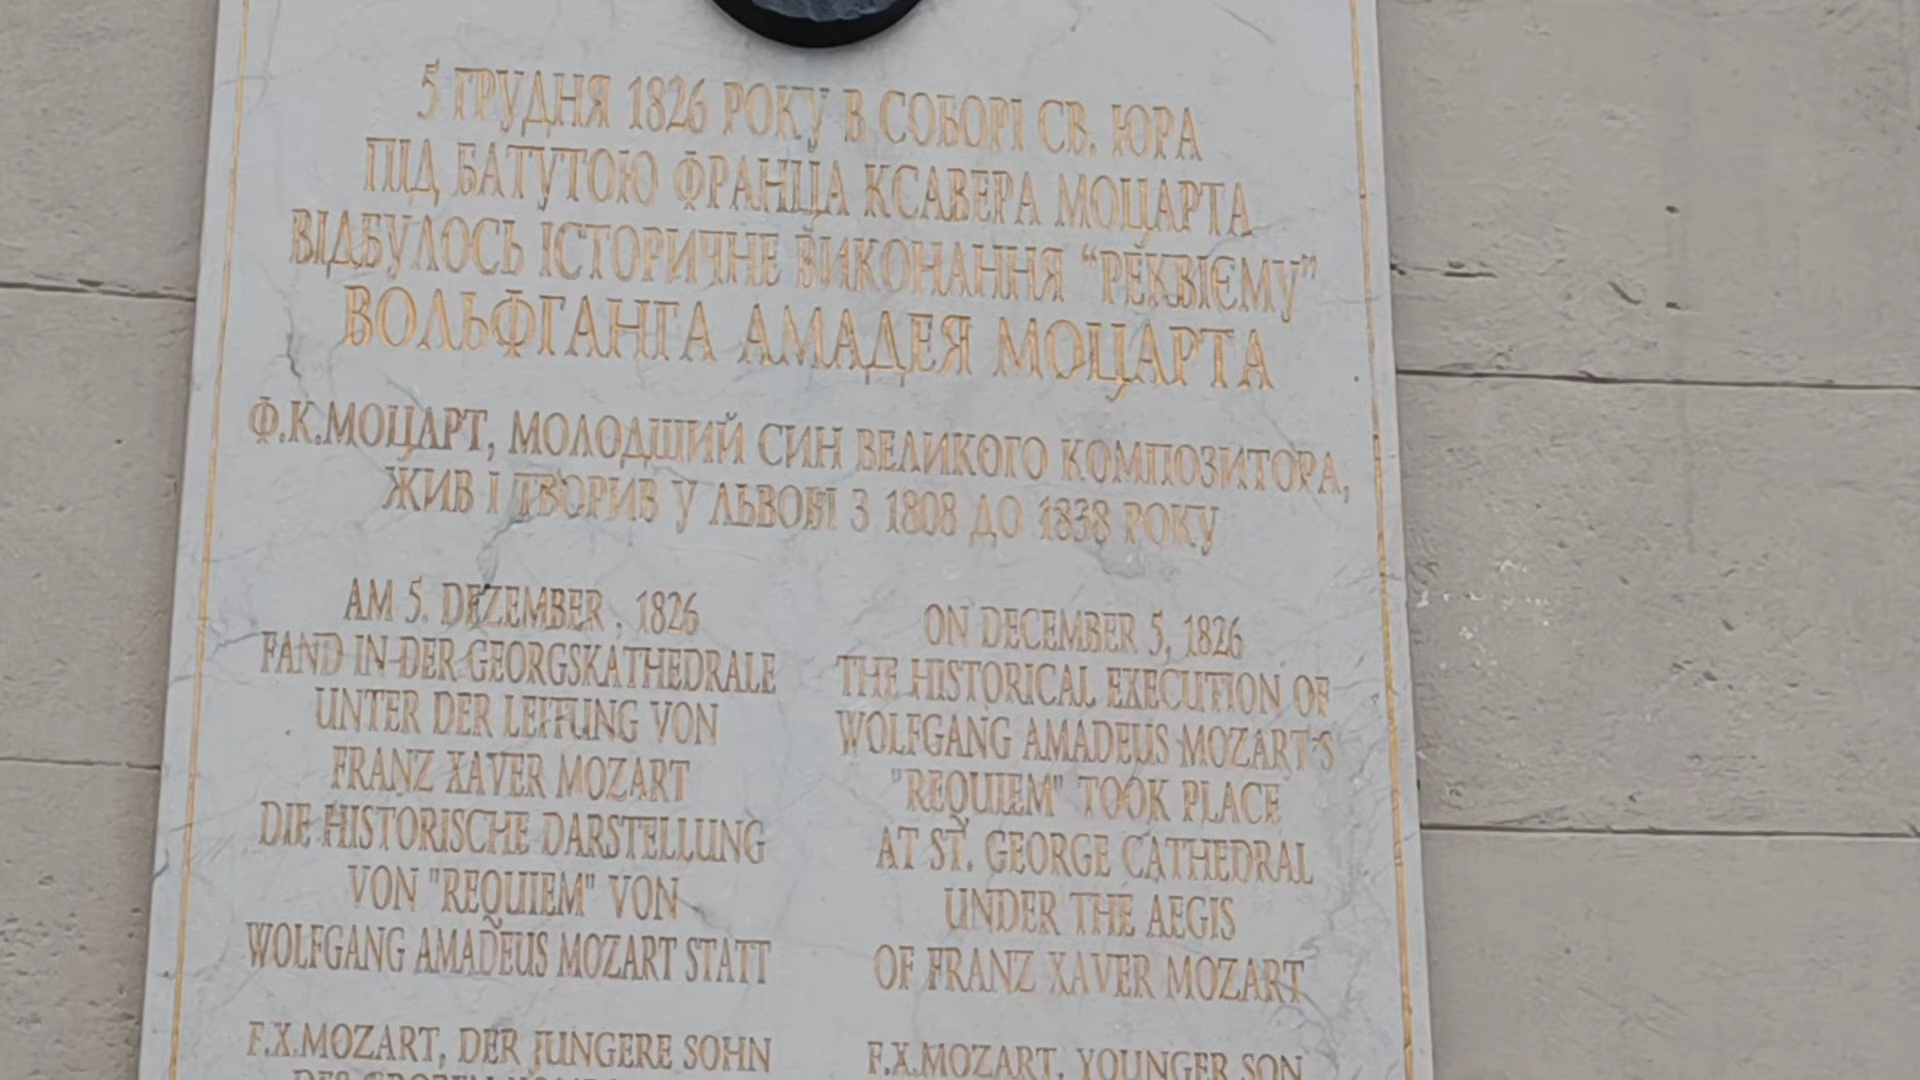 5 ГРУДНЯ 1826 РОКУ В СОБОРІ СВ. ЮРА
ПІД БАТУТОЮ ФРАНЦА КСАВЕРА МОЦАРТА
ВІДБУЛОСЬ ІСТОРИЧНЕ ВИКОНАННЯ “РЕКВІЄМУ”
ВОЛЬФГАНГА АМАДЕЯ МОЦАРТА
Ф.К.МОЦАРТ, МОЛОДШИЙ СИН ВЕЛИКОГО КОМПОЗИТОРА,
ЖИВ І ТВОРИВ У ЛЬВОВІ З 1808 ДО 1838 РОКУ
AM 5. DEZEMBER , 1826
FAND IN DER GEORGSKATHEDRALE
UNTER DER LEITUNG VON
FRANZ XAVER MOZART
DIE HISTORISCHE DARSTELLUNG
VON "REQUIEM" VON
WOLFGANG AMADEUS MOZART STATT
F.X.MOZART, DER JUNGERE SOHN
ON DECEMBER 5, 1826
THE HISTORICAL EXECUTION OF
WOLFGANG AMADEUS MOZART'S
"REQUIEM" TOOK PLACE
AT ST. GEORGE CATHEDRAL
UNDER THE AEGIS
OF FRANZ XAVER MOZART
F.X.MOZART, YOUNGER SON